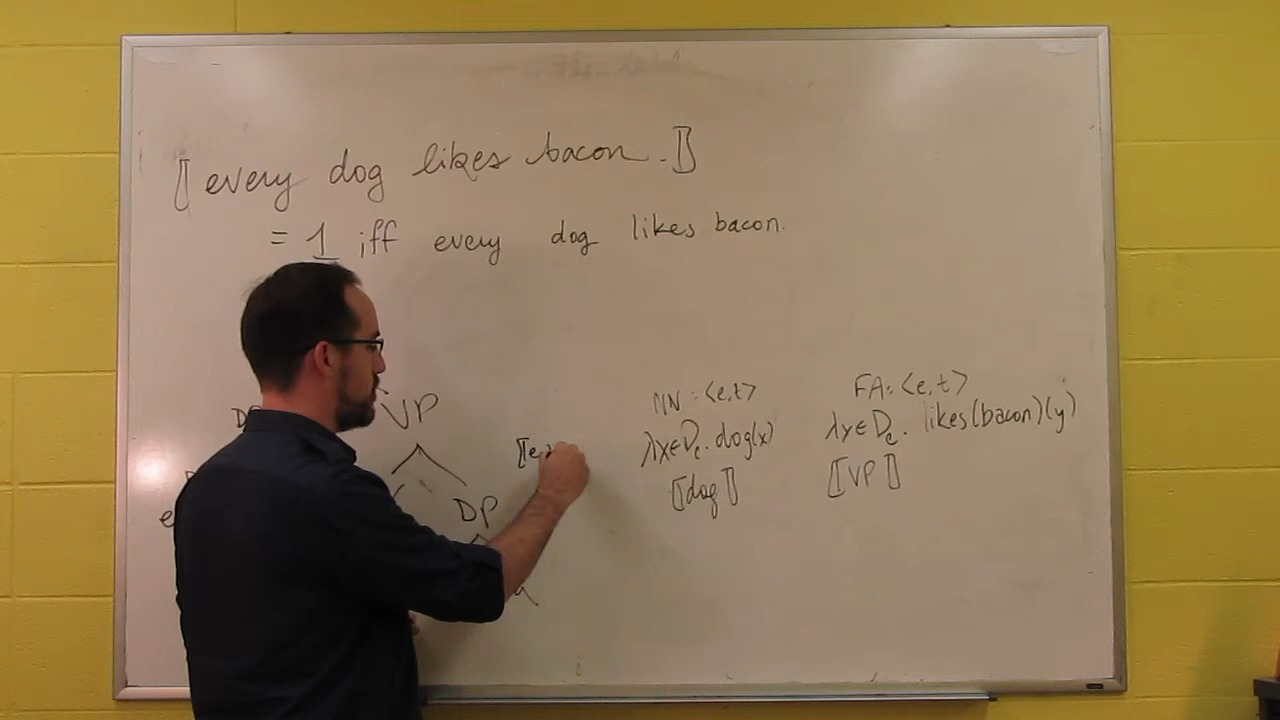 ⟦every dog likes bacon.⟧
= 1 iff every dog likes bacon.
VP
DP
NN : <e,t>
λx∈De. dog(x)
⟦dog⟧
FA: <e,t>
λy∈De. likes(bacon)(y)
⟦VP⟧